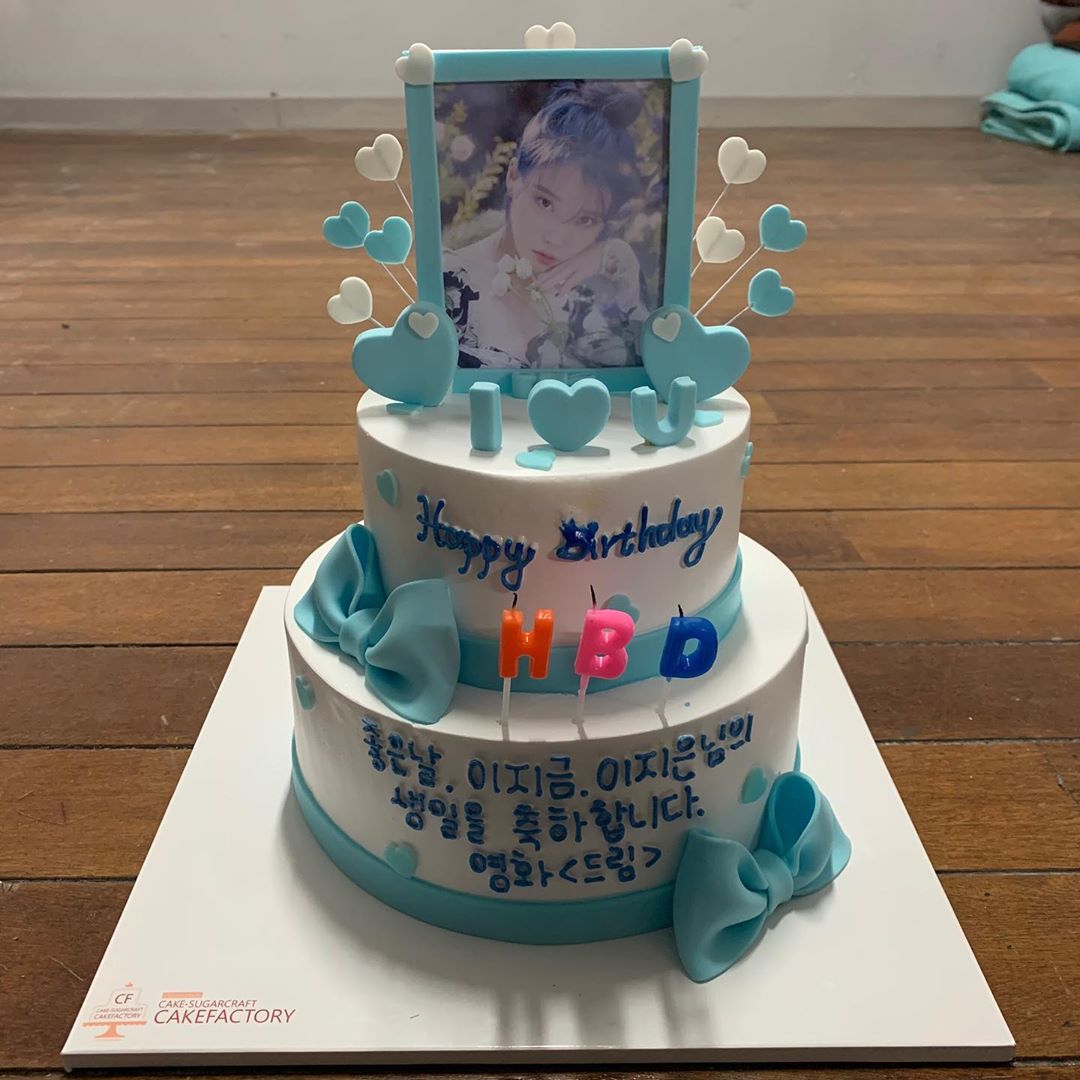 I ♥ U
Happy Birthday
HBD
좋은날, 이지금, 이지은님의
생일을 축하합니다.
영화<드림>
CF
CAKE·SUGARCRAFT
CAKEFACTORY
CAKE·SUGARCRAFT
CAKEFACTORY